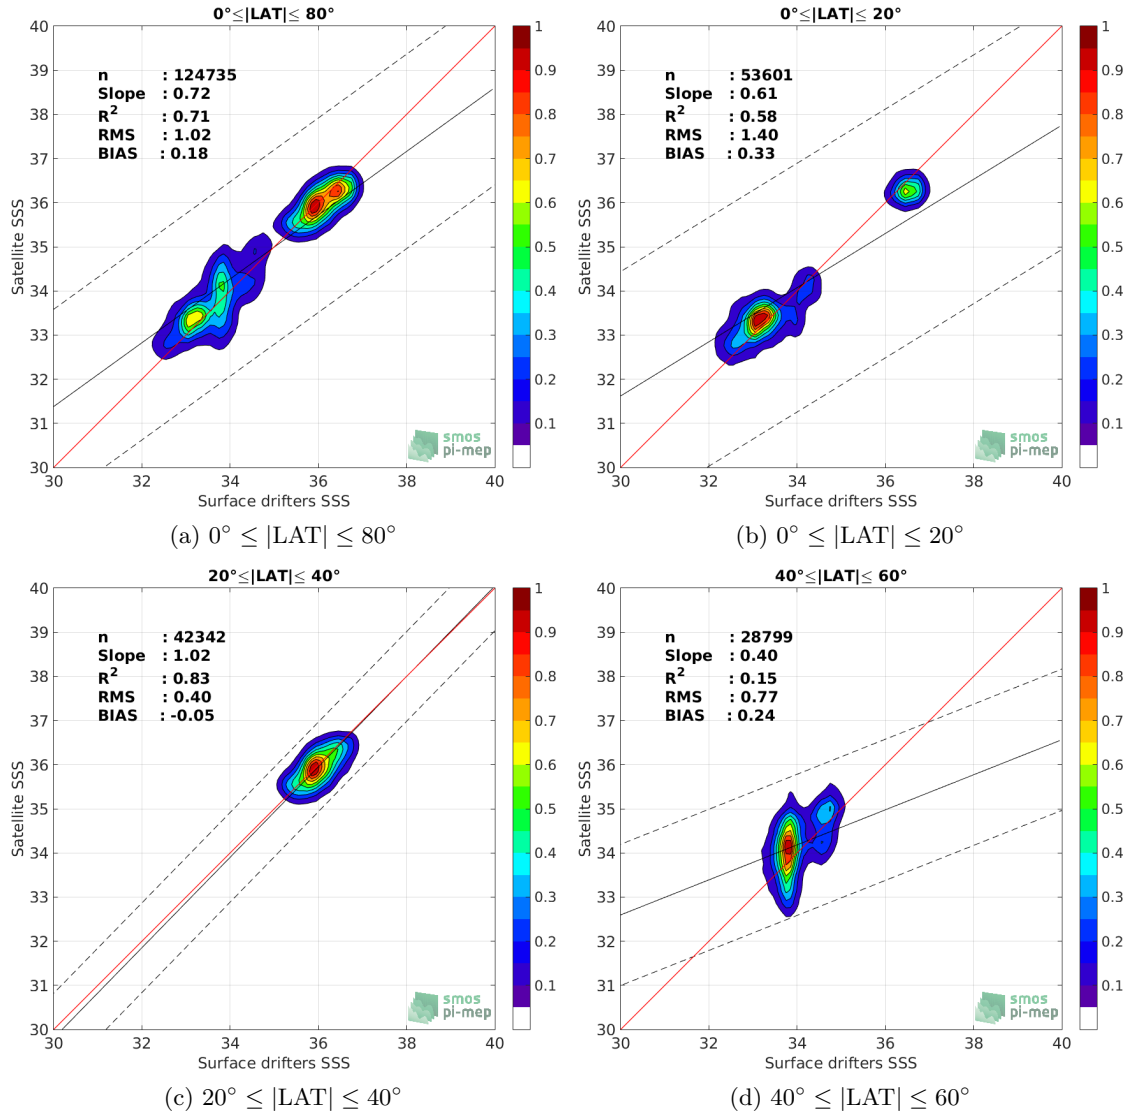 0°≤|LAT|≤ 80°
40
39
38
37
36
35
34
33
32
31
30
Satellite SSS
n : 124735
Slope : 0.72
R² : 0.71
RMS : 1.02
BIAS : 0.18
smos
pi-mep
30 32 34 36 38 40
Surface drifters SSS
1
0.9
0.8
0.7
0.6
0.5
0.4
0.3
0.2
0.1
(a) 0° ≤ |LAT| ≤ 80°
0°≤|LAT|≤ 20°
40
39
38
37
36
35
34
33
32
31
30
Satellite SSS
n : 53601
Slope : 0.61
R² : 0.58
RMS : 1.40
BIAS : 0.33
smos
pi-mep
30 32 34 36 38 40
Surface drifters SSS
1
0.9
0.8
0.7
0.6
0.5
0.4
0.3
0.2
0.1
(b) 0° ≤ |LAT| ≤ 20°
20°≤|LAT|≤ 40°
40
39
38
37
36
35
34
33
32
31
30
Satellite SSS
n : 42342
Slope : 1.02
R² : 0.83
RMS : 0.40
BIAS : -0.05
smos
pi-mep
30 32 34 36 38 40
Surface drifters SSS
1
0.9
0.8
0.7
0.6
0.5
0.4
0.3
0.2
0.1
(c) 20° ≤ |LAT| ≤ 40°
40°≤|LAT|≤ 60°
40
39
38
37
36
35
34
33
32
31
30
Satellite SSS
n : 28799
Slope : 0.40
R² : 0.15
RMS : 0.77
BIAS : 0.24
smos
pi-mep
30 32 34 36 38 40
Surface drifters SSS
1
0.9
0.8
0.7
0.6
0.5
0.4
0.3
0.2
0.1
(d) 40° ≤ |LAT| ≤ 60°